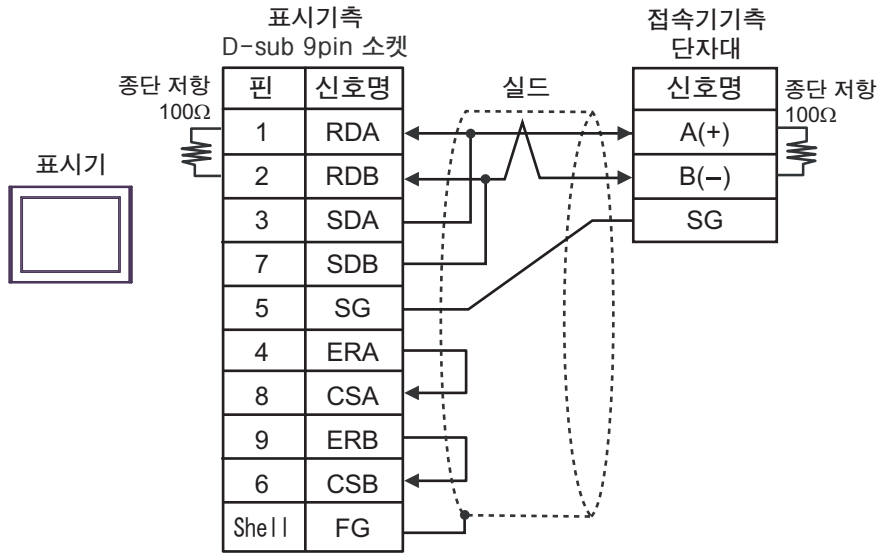 표시기측
D-sub 9pin 소켓
접속기기측
단자대
종단 저항
100Ω
핀 신호명
실드
신호명
종단 저항
100Ω
1 RDA
A(+)
표시기
2 RDB
B(−)
3 SDA
SG
7 SDB
5 SG
4 ERA
8 CSA
9 ERB
6 CSB
Shell FG